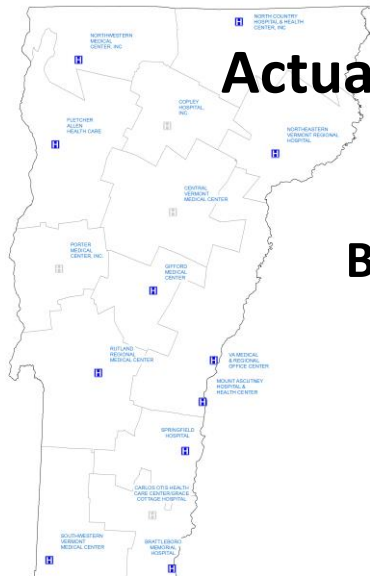 NORTH COUNTRY
HOSPITAL & HEALTH
CENTER, INC
H
NORTHWESTERN
MEDICAL
CENTER, INC
H
Actua
COPLEY
HOSPITAL,
INC.
H
FLETCHER
ALLEN
HEALTH CARE
H
NORTHEASTERN
VERMONT REGIONAL
HOSPITAL
H
CENTRAL
VERMONT
MEDICAL CENTER
H
PORTER
MEDICAL
CENTER, INC.
H
B
GIFFORD
MEDICAL
CENTER
H
RUTLAND
REGIONAL
MEDICAL CENTER
H
VA MEDICAL
& REGIONAL
OFFICE CENTER
H
MOUNT ASCUTNEY
HOSPITAL &
HEALTH CENTER
H
SPRINGFIELD
HOSPITAL
H
CARLOS OTIS HEALTH
CARE CENTER/GRACE
COTTAGE HOSPITAL
H
SOUTHWESTERN
VERMONT
MEDICAL CENTER
H
BRATTLEBORO
MEMORIAL
HOSPITAL
H